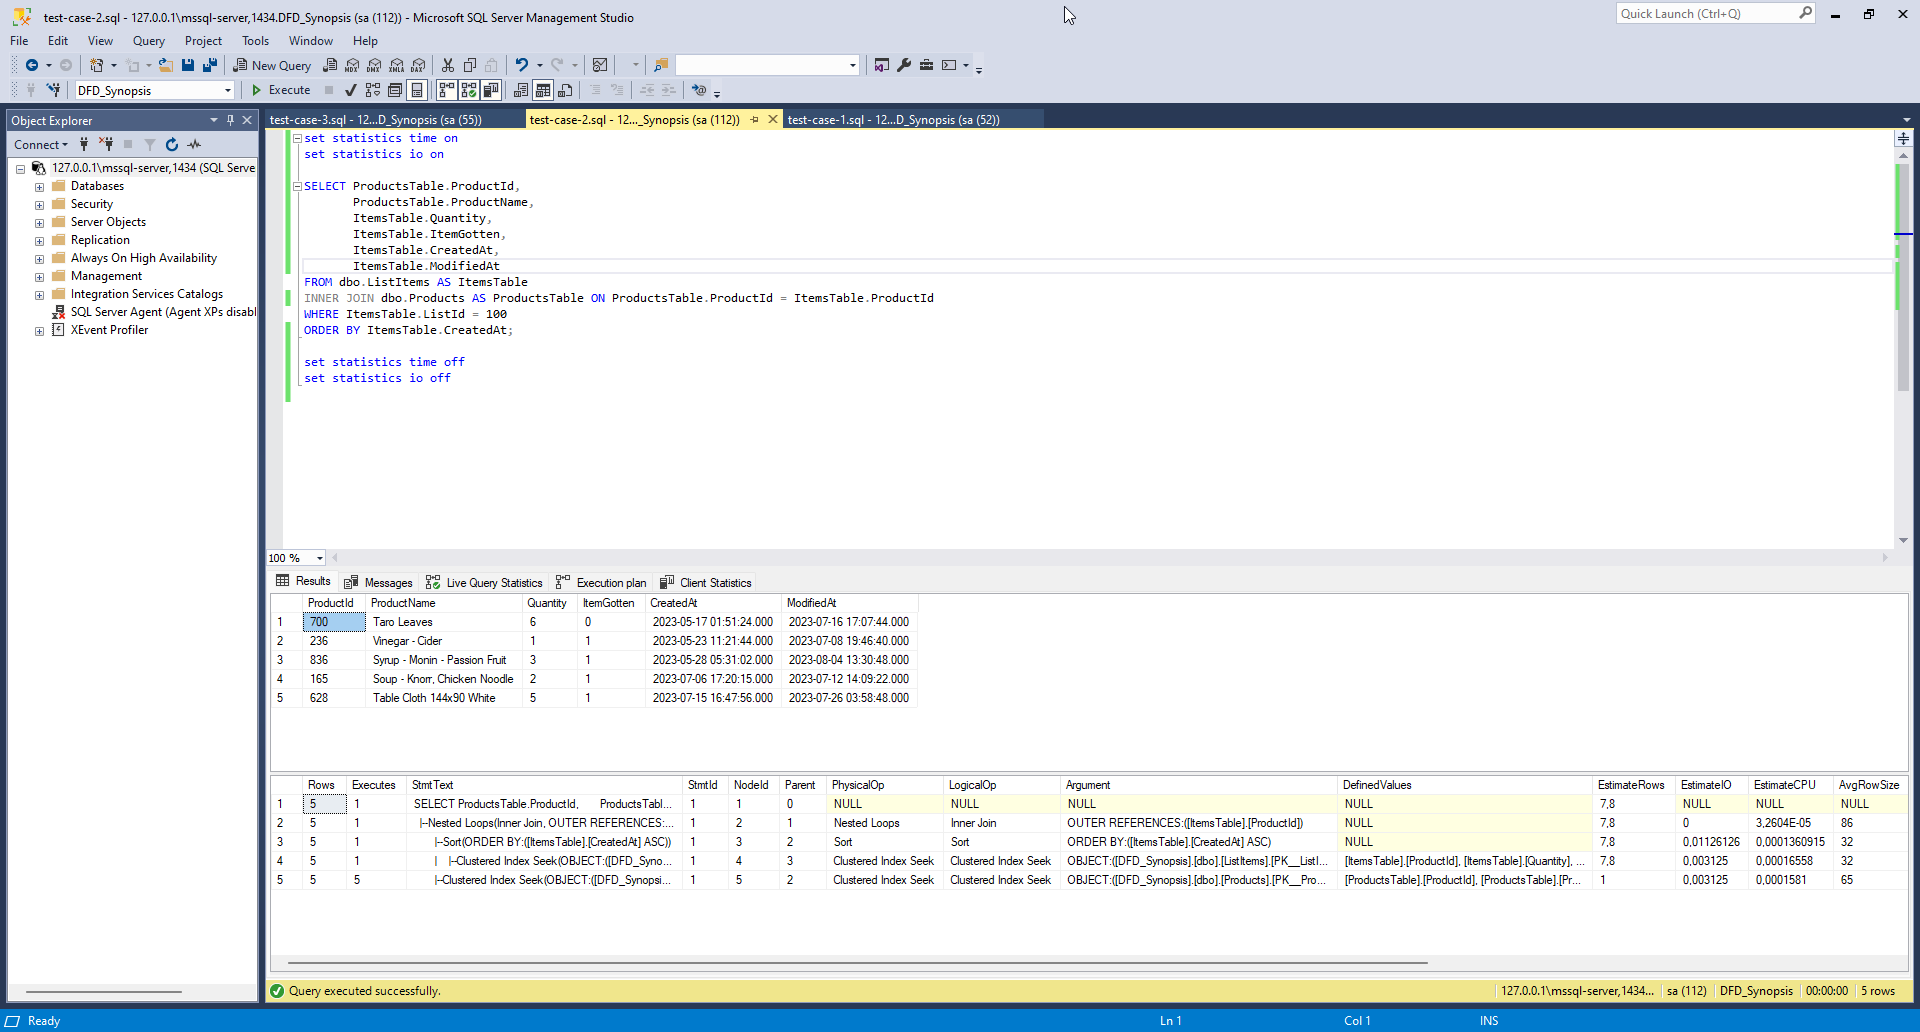 test-case-2.sql - 127.0.0.1\mssql-server,1434.DFD_Synopsis (sa (112)) - Microsoft SQL Server Management Studio
Quick Launch (Ctrl+Q)
File Edit View Query Project Tools Window Help
New Query
MDX DMX XMLA DAX
DFD_Synopsis Execute
Object Explorer
Connect
127.0.0.1\mssql-server,1434 (SQL Serve
Databases
Security
Server Objects
Replication
Always On High Availability
Management
Integration Services Catalogs
SQL Server Agent (Agent XPs disabl
XEvent Profiler
test-case-3.sql - 12...D_Synopsis (sa (55)) test-case-2.sql - 12..._Synopsis (sa (112)) test-case-1.sql - 12...D_Synopsis (sa (52))
set statistics time on
set statistics io on
SELECT ProductsTable.ProductId,
ProductsTable.ProductName,
ItemsTable.Quantity,
ItemsTable.ItemGotten,
ItemsTable.CreatedAt,
ItemsTable.ModifiedAt
FROM dbo.ListItems AS ItemsTable
INNER JOIN dbo.Products AS ProductsTable ON ProductsTable.ProductId = ItemsTable.ProductId
WHERE ItemsTable.ListId = 100
ORDER BY ItemsTable.CreatedAt;
set statistics time off
set statistics io off
100 %
Results Messages Live Query Statistics Execution plan Client Statistics
ProductId ProductName Quantity ItemGotten CreatedAt ModifiedAt
1 700 Taro Leaves 6 0 2023-05-17 01:51:24.000 2023-07-16 17:07:44.000
2 236 Vinegar - Cider 1 1 2023-05-23 11:21:44.000 2023-07-08 19:46:40.000
3 836 Syrup - Monin - Passion Fruit 3 1 2023-05-28 05:31:02.000 2023-08-04 13:30:48.000
4 165 Soup - Knorr, Chicken Noodle 2 1 2023-07-06 17:20:15.000 2023-07-12 14:09:22.000
5 628 Table Cloth 144x90 White 5 1 2023-07-15 16:47:56.000 2023-07-26 03:58:48.000
Rows Executes StmtText StmtId NodeId Parent PhysicalOp LogicalOp Argument DefinedValues EstimateRows EstimateIO EstimateCPU AvgRowSize
1 5 1 SELECT ProductsTable.ProductId, ProductsTabl... 1 1 0 NULL NULL NULL NULL 7,8 NULL NULL NULL
2 5 1 |--Nested Loops(Inner Join, OUTER REFERENCES:... 1 2 1 Nested Loops Inner Join OUTER REFERENCES:([ItemsTable].[ProductId]) NULL 7,8 0 3,2604E-05 86
3 5 1 |--Sort(ORDER BY:([ItemsTable].[CreatedAt] ASC)) 1 3 2 Sort Sort ORDER BY:([ItemsTable].[CreatedAt] ASC) NULL 7,8 0,01126126 0,0001360915 32
4 5 1 | |--Clustered Index Seek(OBJECT:([DFD_Syno... 1 4 3 Clustered Index Seek Clustered Index Seek OBJECT:([DFD_Synopsis].[dbo].[ListItems].[PK__ListI... [ItemsTable].[ProductId], [ItemsTable].[Quantity], ... 7,8 0,003125 0,00016558 32
5 5 5 |--Clustered Index Seek(OBJECT:([DFD_Synopsi... 1 5 2 Clustered Index Seek Clustered Index Seek OBJECT:([DFD_Synopsis].[dbo].[Products].[PK__Pro... [ProductsTable].[ProductId], [ProductsTable].[Pr... 1 0,003125 0,0001581 65
Query executed successfully. 127.0.0.1\mssql-server,1434... sa (112) DFD_Synopsis 00:00:00 5 rows
Ready Ln 1 Col 1 INS